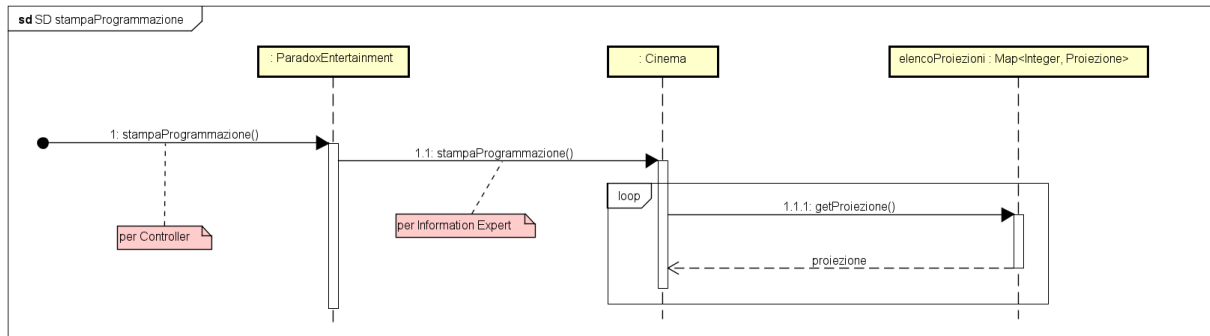 sd SD stampaProgrammazione
: ParadoxEntertainment
: Cinema
elencoProiezioni : Map<Integer, Proiezione>
1: stampaProgrammazione()
1.1: stampaProgrammazione()
loop
1.1.1: getProiezione()
per Controller
per Information Expert
proiezione